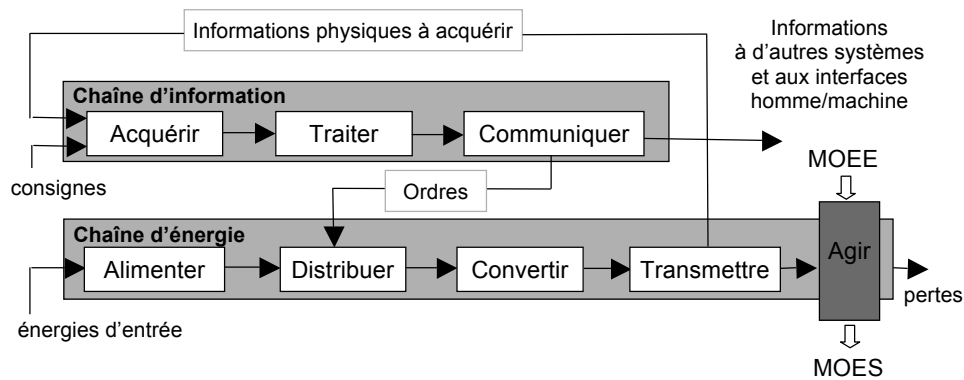 Informations physiques à acquérir
Informations
à d'autres systèmes
et aux interfaces
homme/machine
Chaîne d'information
Acquérir
Traiter
Communiquer
consignes
Ordres
MOEE
Chaîne d'énergie
Alimenter
Distribuer
Convertir
Transmettre
Agir
pertes
énergies d'entrée
MOES